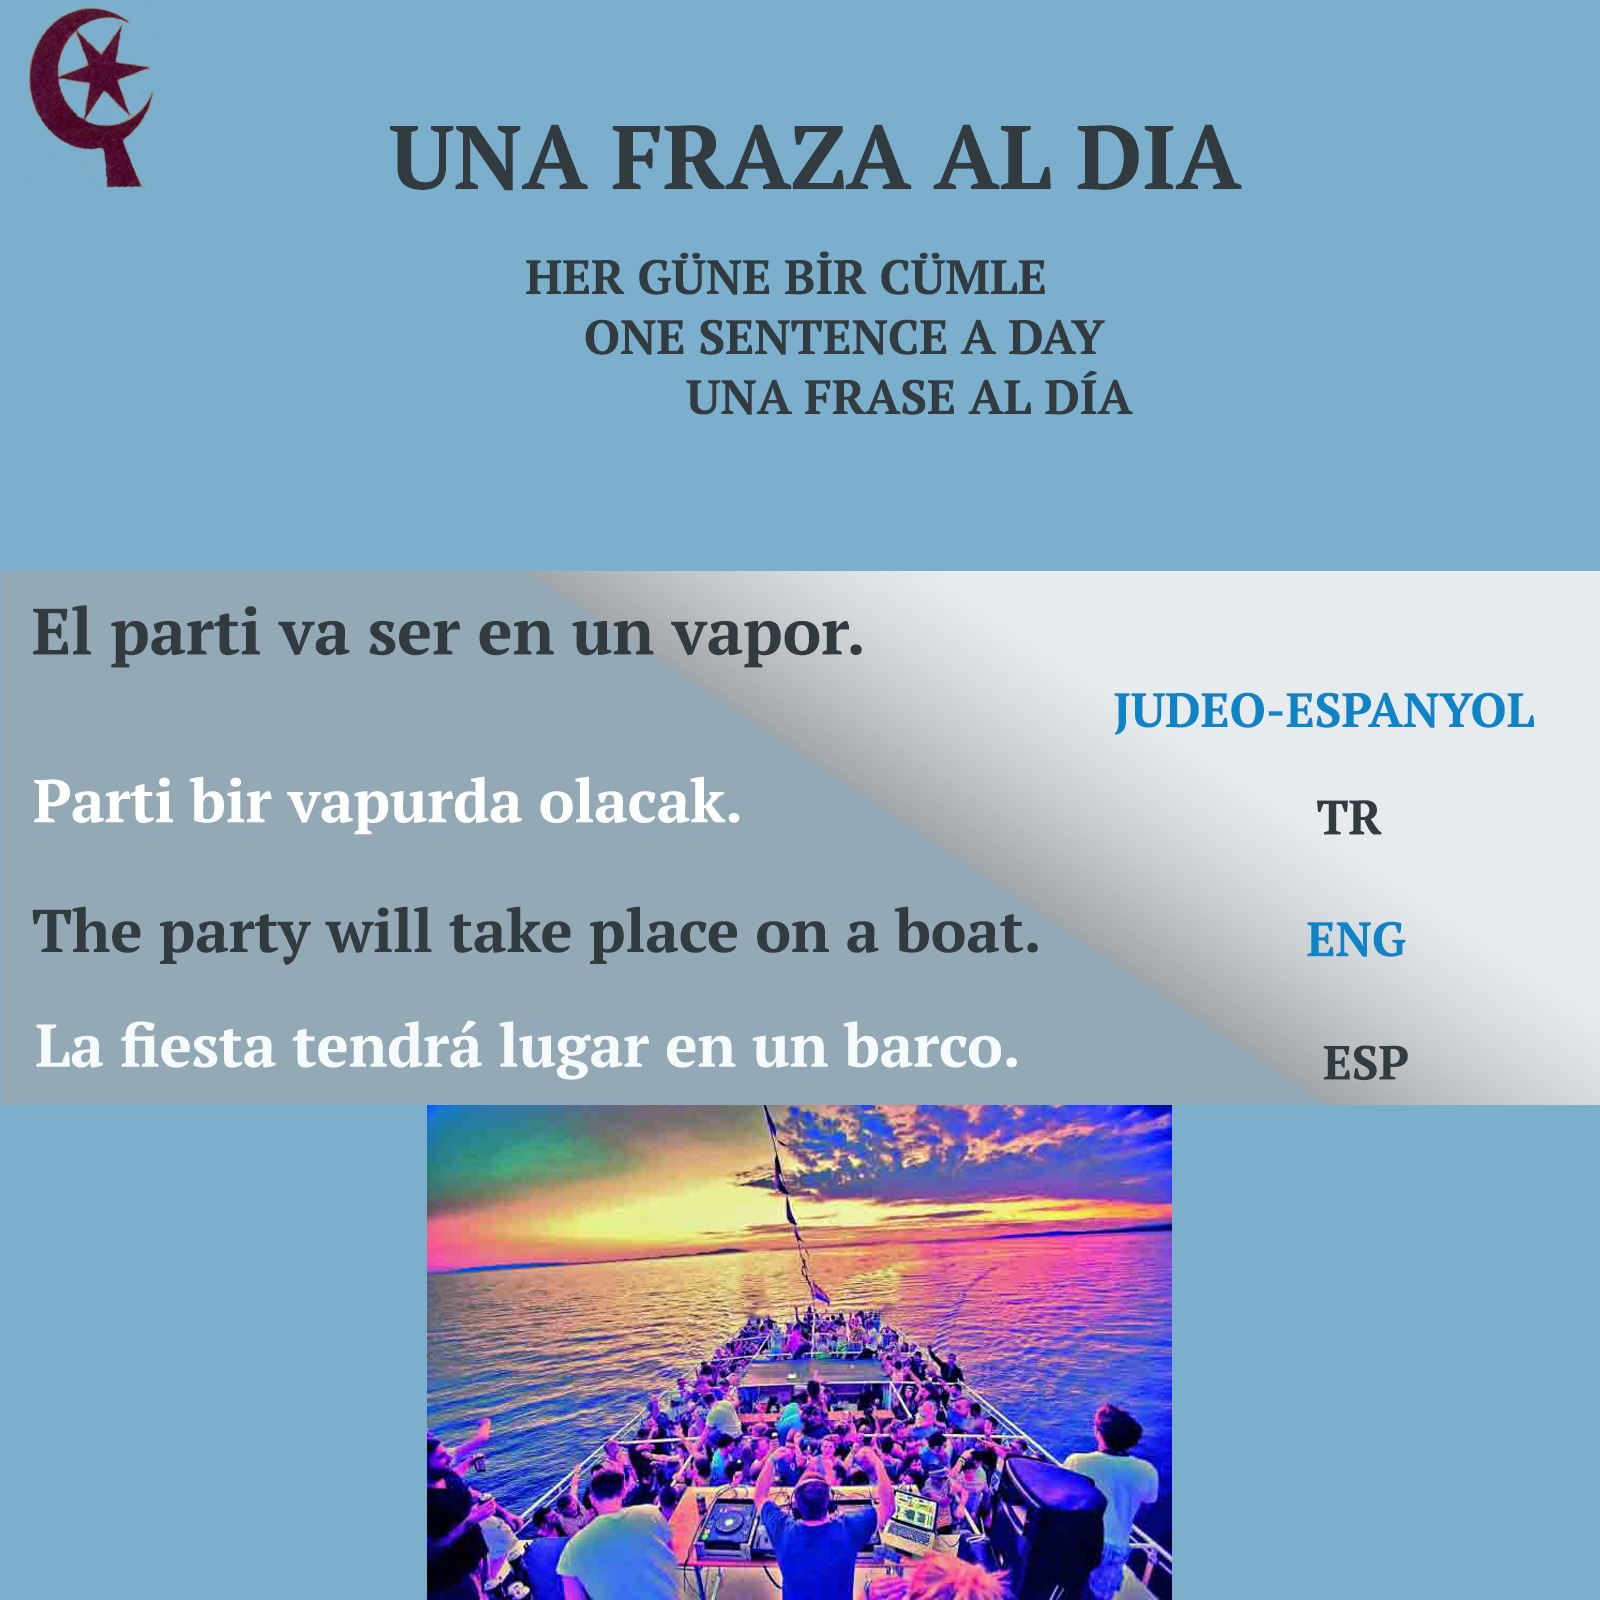 UNA FRAZA AL DIA
HER GÜNE BİR CÜMLE
ONE SENTENCE A DAY
UNA FRASE AL DÍA
El parti va ser en un vapor.
JUDEO-ESPANYOL
Parti bir vapurda olacak.
TR
The party will take place on a boat.
ENG
La fiesta tendrá lugar en un barco.
ESP